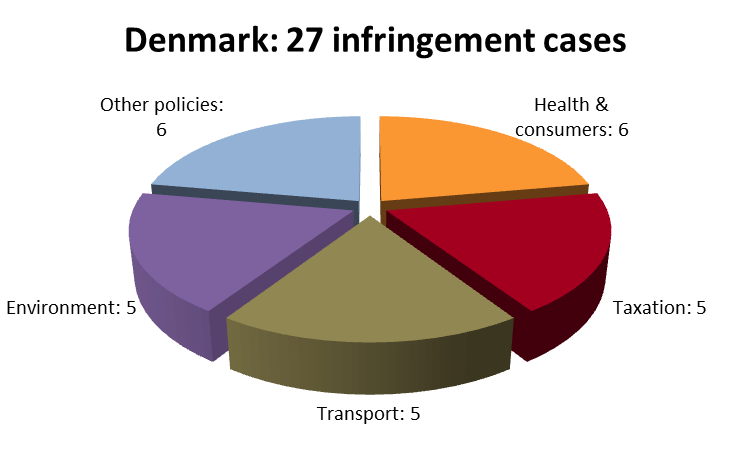 Denmark: 27 infringement cases
Other policies:
6
Health &
consumers: 6
Environment: 5
Taxation: 5
Transport: 5